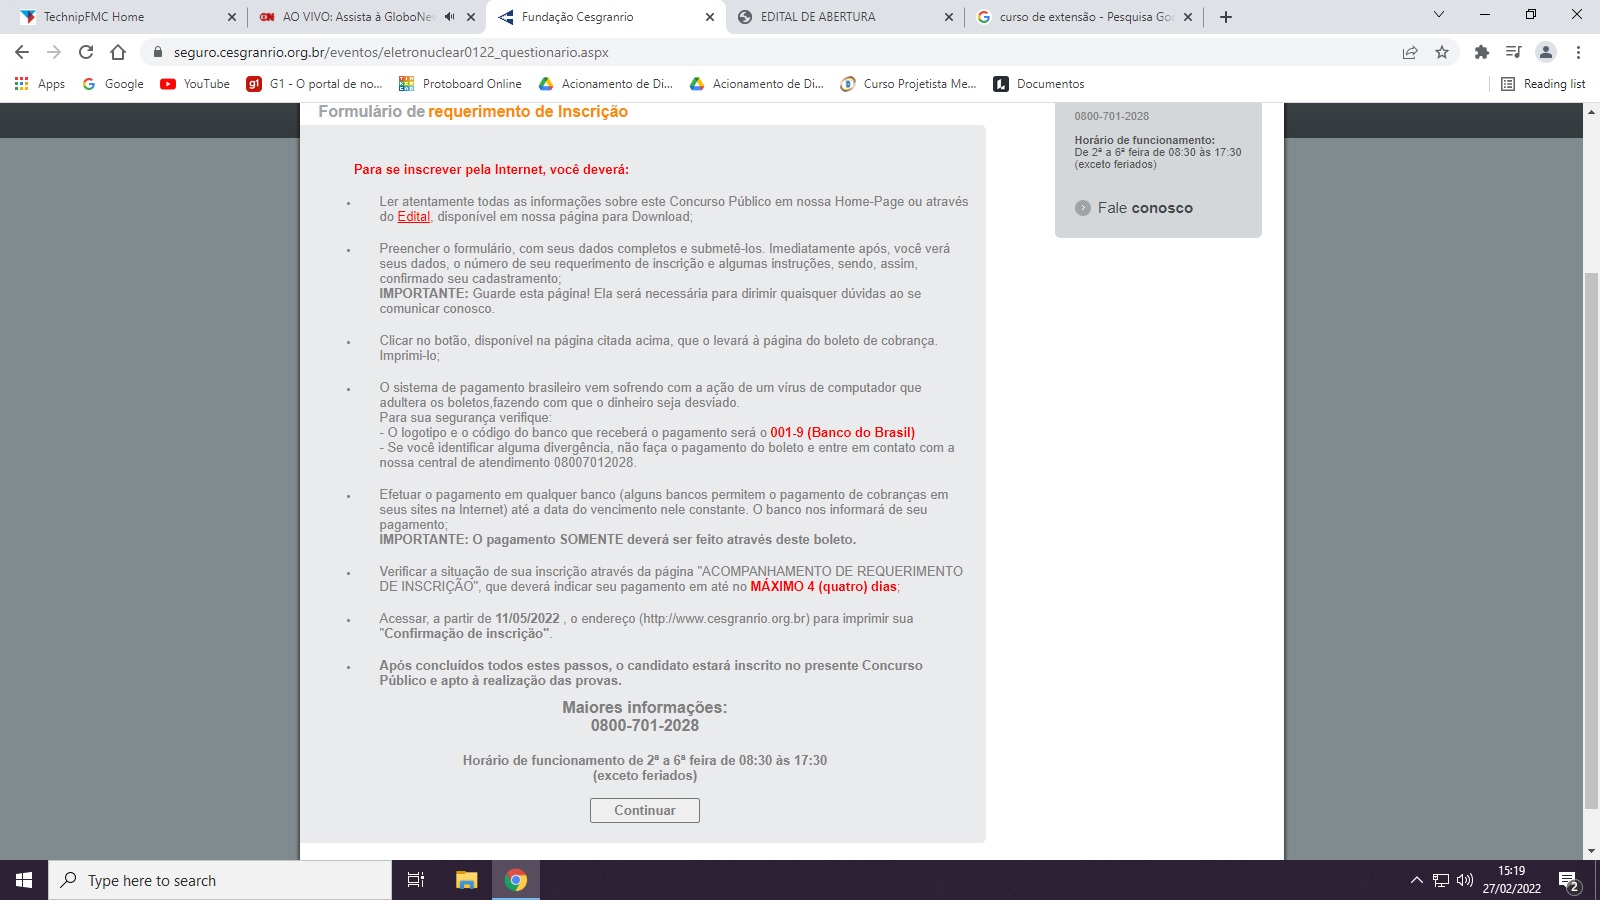 TechnipFMC Home
AO VIVO: Assista à GloboNe
Fundação Cesgranrio
EDITAL DE ABERTURA
curso de extensão - Pesquisa Goo
seguro.cesgranrio.org.br/eventos/eletronuclear0122_questionario.aspx
Apps
Google
YouTube
G1 - O portal de no...
Protoboard Online
Acionamento de Di...
Acionamento de Di...
Curso Projetista Me...
Documentos
Reading list
Formulário de requerimento de Inscrição
0800-701-2028
Horário de funcionamento:
De 2ª a 6ª feira de 08:30 às 17:30
(exceto feriados)
Fale conosco
Para se inscrever pela Internet, você deverá:
Ler atentamente todas as informações sobre este Concurso Público em nossa Home-Page ou através
do Edital, disponível em nossa página para Download;
Preencher o formulário, com seus dados completos e submetê-los. Imediatamente após, você verá
seus dados, o número de seu requerimento de inscrição e algumas instruções, sendo, assim,
confirmado seu cadastramento;
IMPORTANTE: Guarde esta página! Ela será necessária para dirimir quaisquer dúvidas ao se
comunicar conosco.
Clicar no botão, disponível na página citada acima, que o levará à página do boleto de cobrança.
Imprimi-lo;
O sistema de pagamento brasileiro vem sofrendo com a ação de um vírus de computador que
adultera os boletos,fazendo com que o dinheiro seja desviado.
Para sua segurança verifique:
- O logotipo e o código do banco que receberá o pagamento será o 001-9 (Banco do Brasil)
- Se você identificar alguma divergência, não faça o pagamento do boleto e entre em contato com a
nossa central de atendimento 08007012028.
Efetuar o pagamento em qualquer banco (alguns bancos permitem o pagamento de cobranças em
seus sites na Internet) até a data do vencimento nele constante. O banco nos informará de seu
pagamento;
IMPORTANTE: O pagamento SOMENTE deverá ser feito através deste boleto.
Verificar a situação de sua inscrição através da página "ACOMPANHAMENTO DE REQUERIMENTO
DE INSCRIÇÃO", que deverá indicar seu pagamento em até no MÁXIMO 4 (quatro) dias;
Acessar, a partir de 11/05/2022 , o endereço (http://www.cesgranrio.org.br) para imprimir sua
"Confirmação de inscrição".
Após concluídos todos estes passos, o candidato estará inscrito no presente Concurso
Público e apto à realização das provas.
Maiores informações:
0800-701-2028
Horário de funcionamento de 2ª a 6ª feira de 08:30 às 17:30
(exceto feriados)
Continuar
Type here to search
15:19
27/02/2022
2